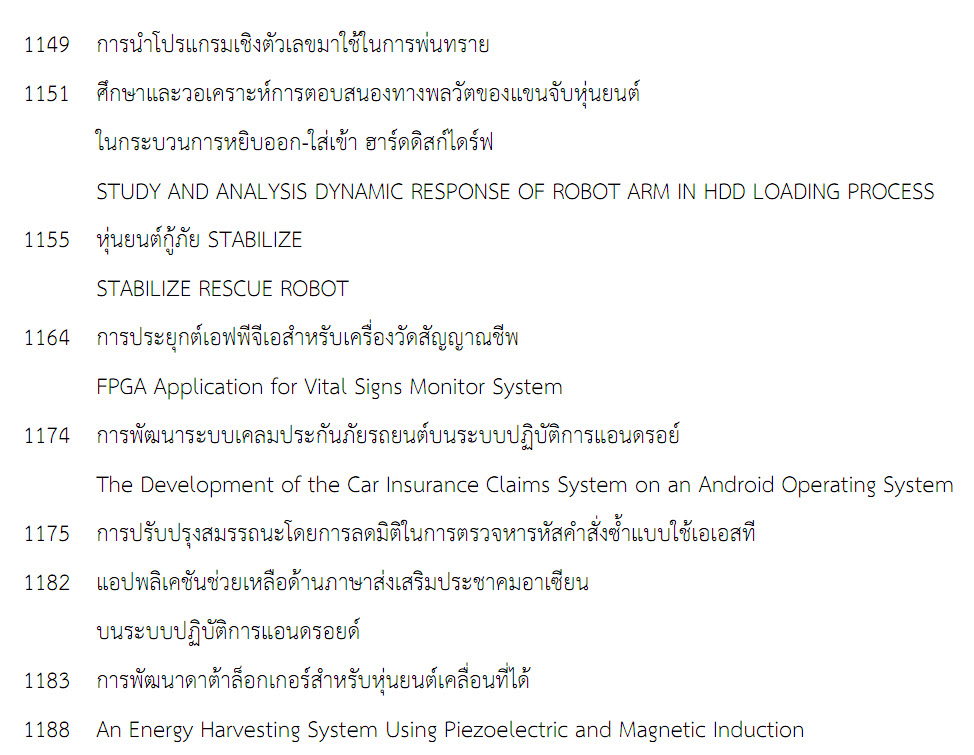 1149 การนำโปรแกรมเชิงตัวเลขมาใช้ในการพ่นทราย
1151 ศึกษาและวอเคราะห์การตอบสนองทางพลวัตของแขนจับหุ่นยนต์
ในกระบวนการหยิบออก-ใส่เข้า ฮาร์ดดิสก์ไดร์ฟ
STUDY AND ANALYSIS DYNAMIC RESPONSE OF ROBOT ARM IN HDD LOADING PROCESS
1155 หุ่นยนต์กู้ภัย STABILIZE
STABILIZE RESCUE ROBOT
1164 การประยุกต์เอฟพีจีเอสำหรับเครื่องวัดสัญญาณชีพ
FPGA Application for Vital Signs Monitor System
1174 การพัฒนาระบบเคลมประกันภัยรถยนต์บนระบบปฏิบัติการแอนดรอย์
The Development of the Car Insurance Claims System on an Android Operating System
1175 การปรับปรุงสมรรถนะโดยการลดมิติในการตรวจหารหัสคำสั่งซ้ำแบบใช้เอเอสที
1182 แอปพลิเคชันช่วยเหลือด้านภาษาส่งเสริมประชาคมอาเซียน
บนระบบปฏิบัติการแอนดรอยด์
1183 การพัฒนาดาต้าล็อกเกอร์สำหรับหุ่นยนต์เคลื่อนที่ได้
1188 An Energy Harvesting System Using Piezoelectric and Magnetic Induction